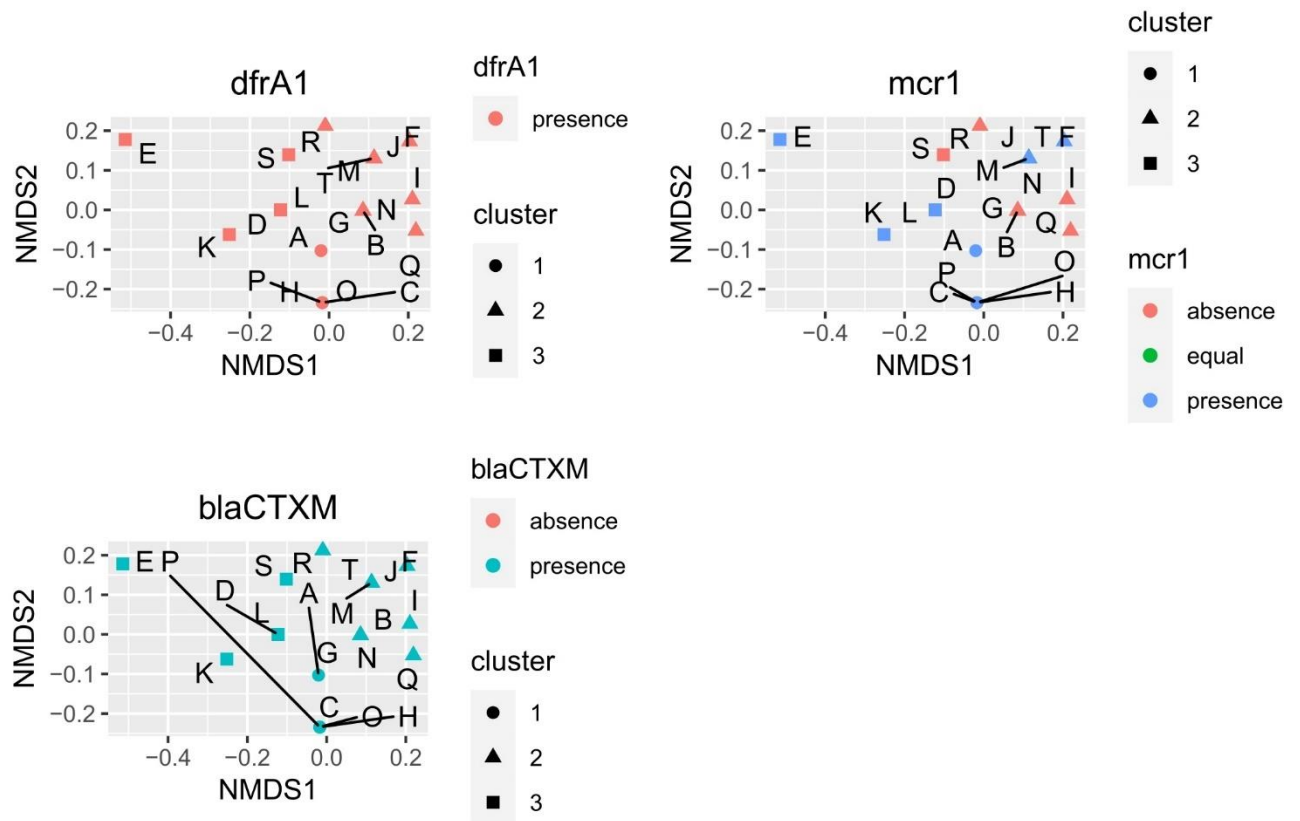 dfrA1
NMDS2
0.2
0.1
0.0
−0.1
−0.2
−0.4
−0.2
0.0
0.2
NMDS1
E
S
R
T
M
J
F
I
L
D
A
G
N
B
K
P
H
O
Q
C
dfrA1
presence
cluster
1
2
3
mcr1
NMDS2
0.2
0.1
0.0
−0.1
−0.2
−0.4
−0.2
0.0
0.2
NMDS1
E
S
R
J
T
F
M
D
N
I
K
L
G
Q
A
B
P
O
C
H
cluster
1
2
3
mcr1
absence
equal
presence
blaCTXM
NMDS2
0.2
0.1
0.0
−0.1
−0.2
−0.4
−0.2
0.0
0.2
NMDS1
E
P
S
R
T
J
F
D
A
M
I
L
B
G
N
K
Q
C
O
H
blaCTXM
absence
presence
cluster
1
2
3